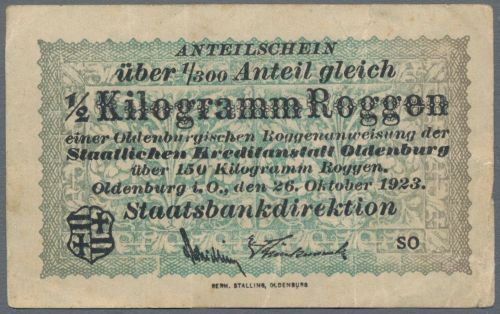 ANTEILSCHEIN
über 1/300 Anteil gleich
1/2 Kilogramm Roggen
einer Oldenburgischen Roggenanweisung der
Staatlichen Kreditanstalt Oldenburg
über 150 Kilogramm Roggen.
Oldenburg i.O., den 26. Oktober 1923.
Staatsbankdirektion
SO
GERH. STALLING, OLDENBURG